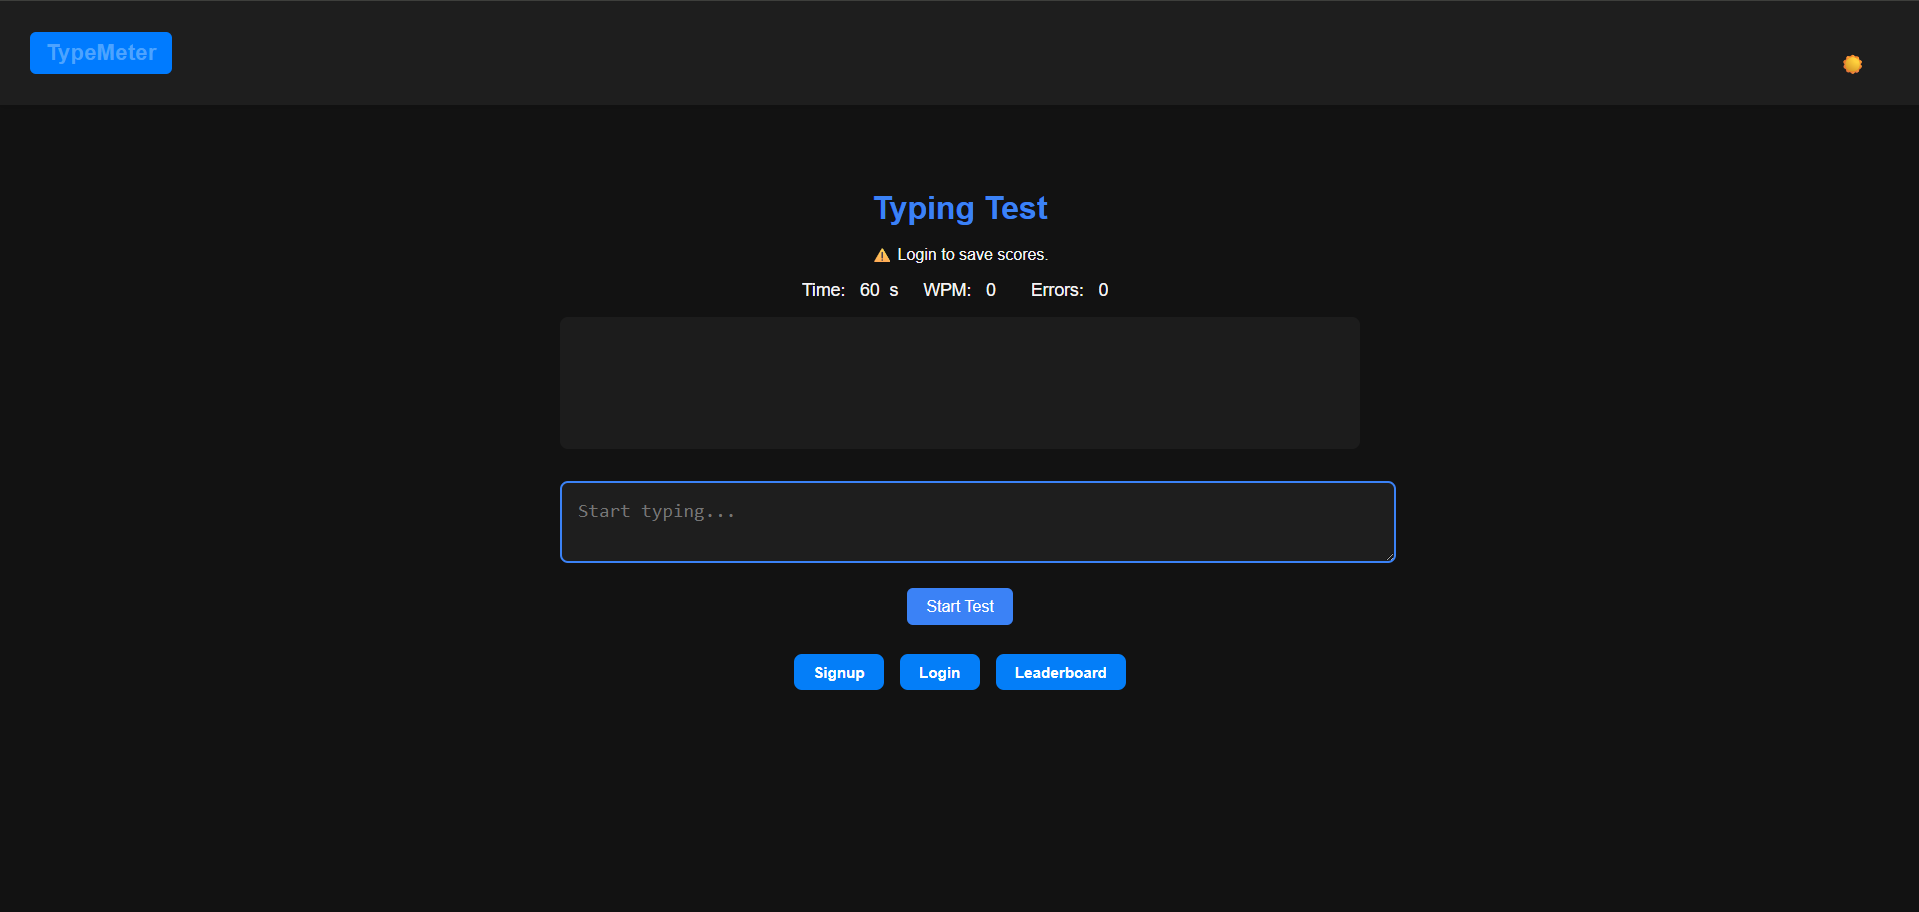 TypeMeter
Typing Test
⚠ Login to save scores.
Time: 60 s WPM: 0 Errors: 0
Start typing...
Start Test
Signup Login Leaderboard